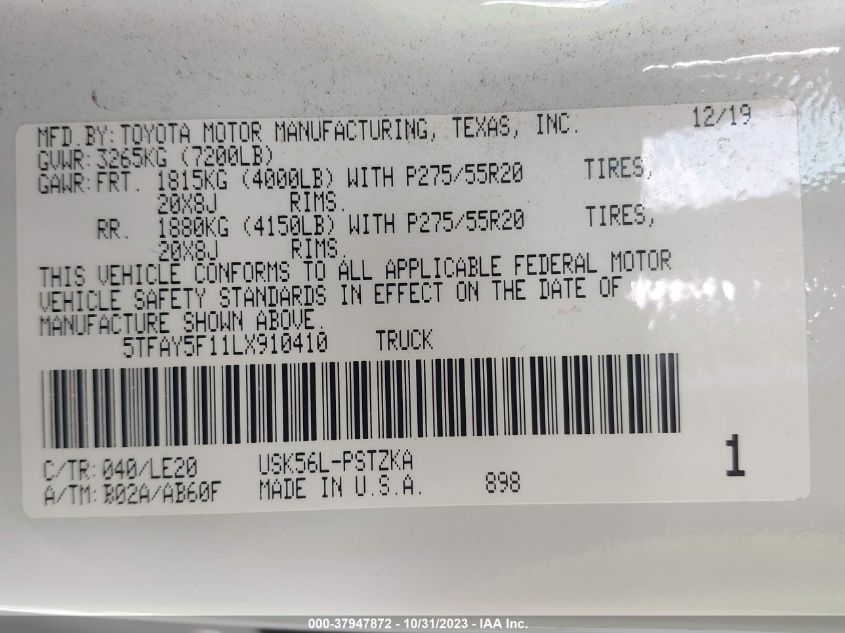 MFD. BY: TOYOTA MOTOR MANUFACTURING, TEXAS, INC. 12/19
GVWR: 3265KG (7200LB)
GAWR: FRT. 1815KG (4000LB) WITH P275/55R20 TIRES,
20X8J RIMS.
RR. 1880KG (4150LB) WITH P275/55R20 TIRES,
20X8J RIMS.
THIS VEHICLE CONFORMS TO ALL APPLICABLE FEDERAL MOTOR
VEHICLE SAFETY STANDARDS IN EFFECT ON THE DATE OF
MANUFACTURE SHOWN ABOVE.
5TFAY5F11LX910410 TRUCK
C/TR: 040/LE20 USK56L-PSTZKA
A/TM: B02A/AB60F MADE IN U.S.A. 898
1
000-37947872 - 10/31/2023 - IAA Inc.